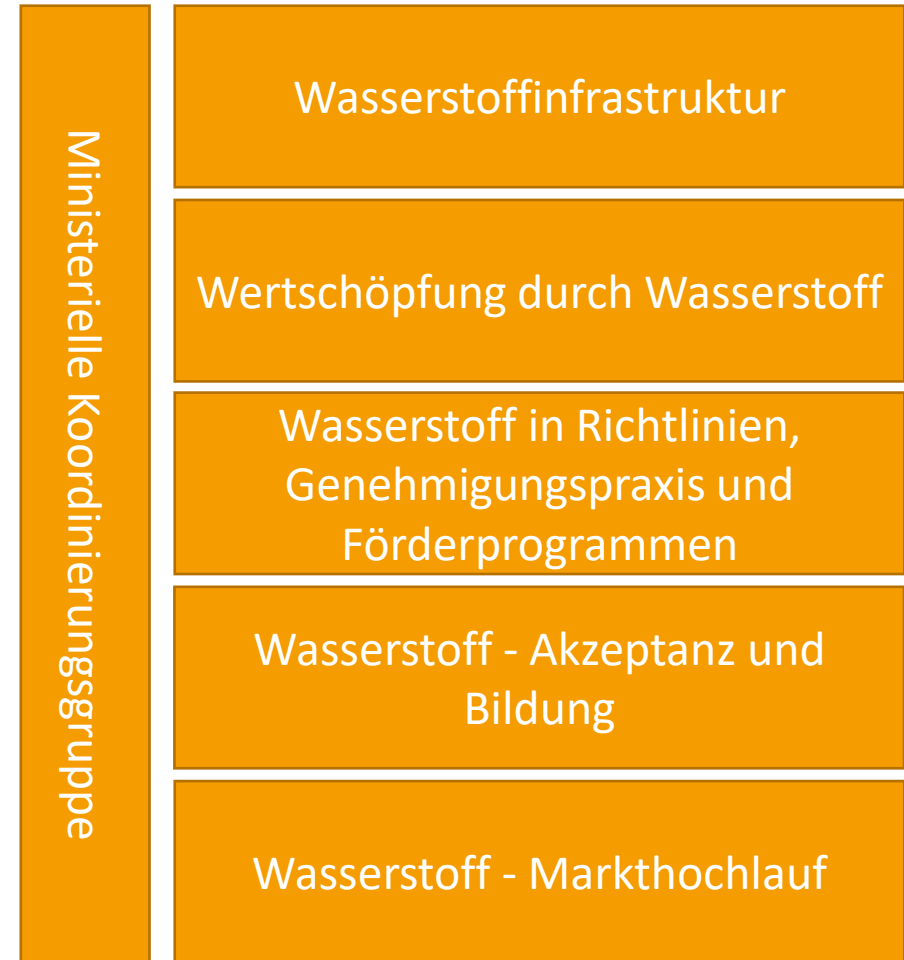 Ministerielle Koordinierungsgruppe
Wasserstoffinfrastruktur
Wertschöpfung durch Wasserstoff
Wasserstoff in Richtlinien,
Genehmigungspraxis und
Förderprogrammen
Wasserstoff - Akzeptanz und
Bildung
Wasserstoff - Markthochlauf